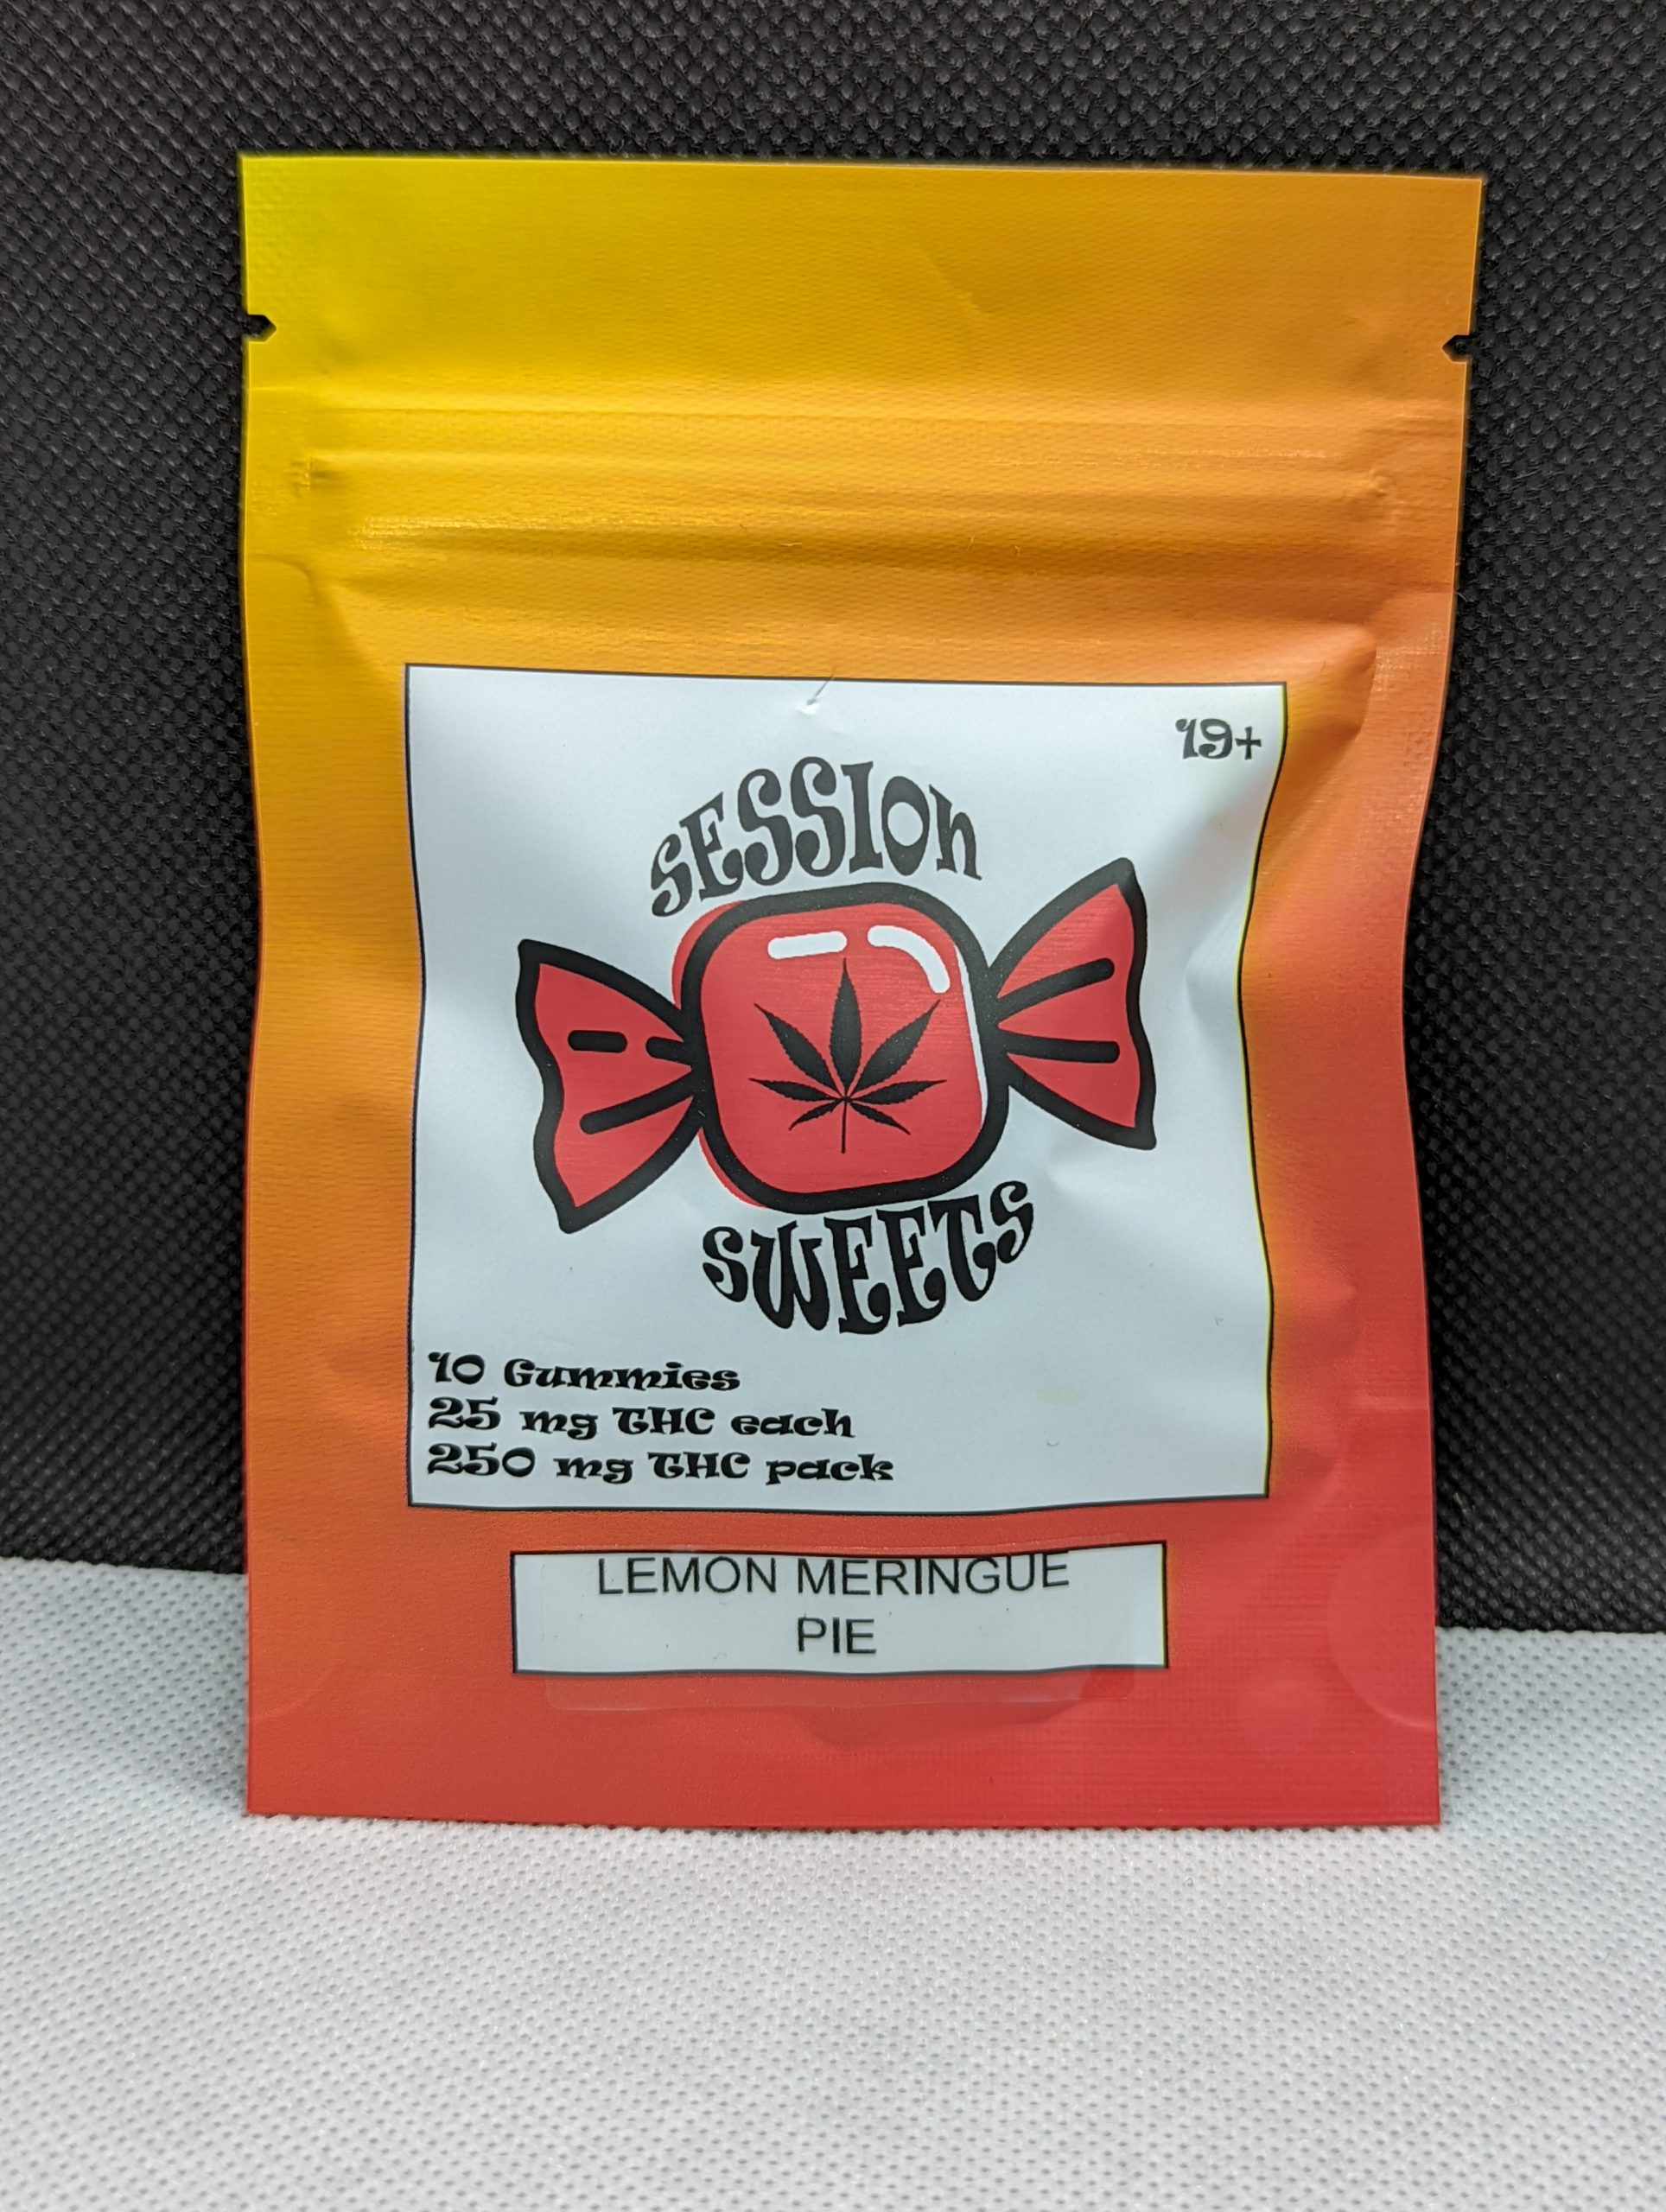 19+
SESSION
SWEETS
10 Gummies
25 mg THC each
250 mg THC pack
LEMON MERINGUE
PIE